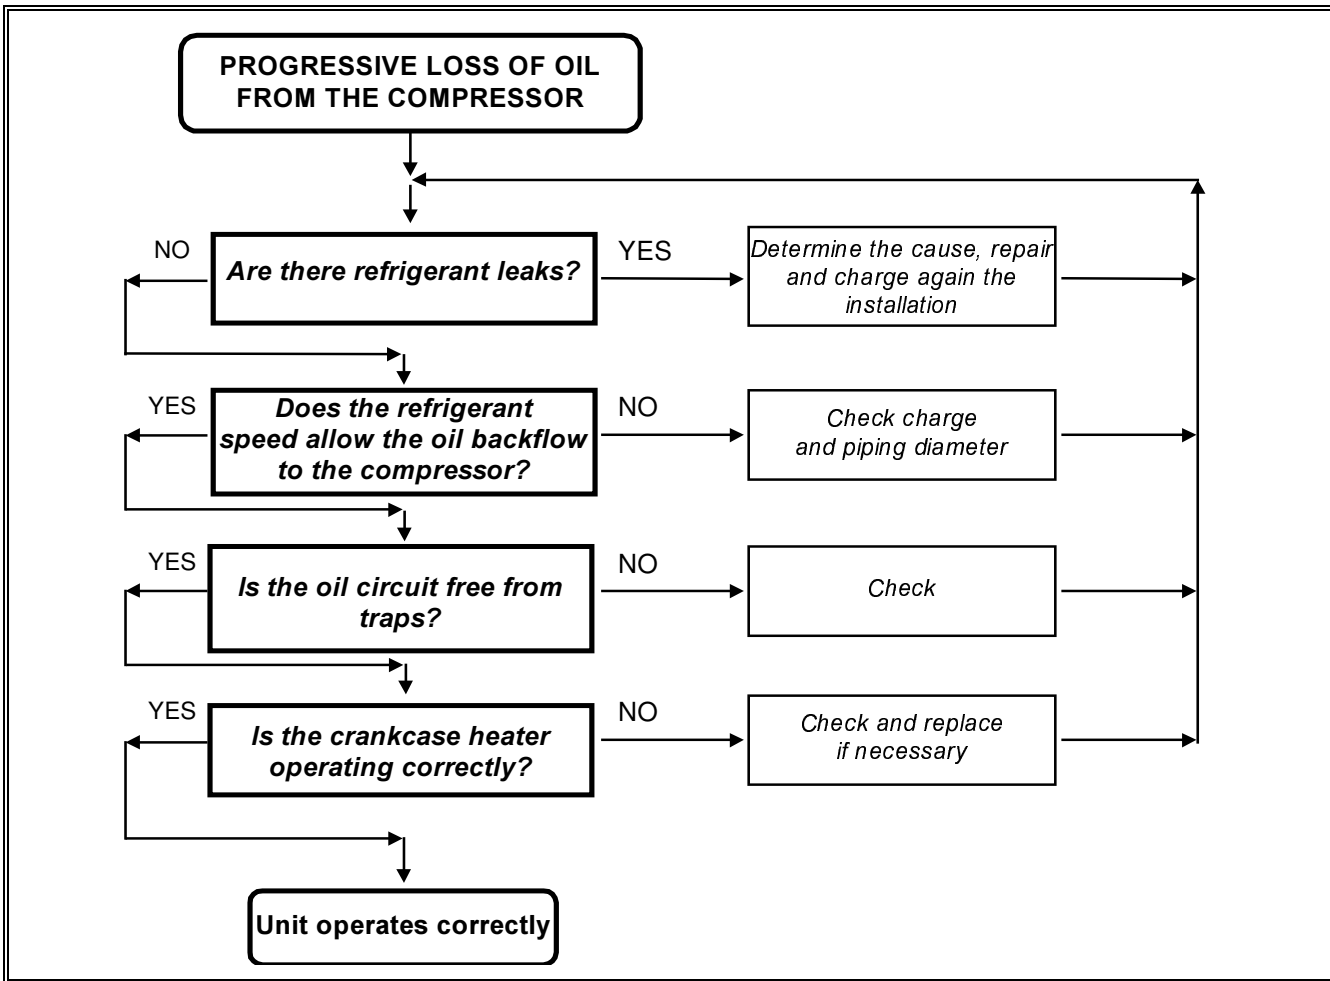 PROGRESSIVE LOSS OF OIL
FROM THE COMPRESSOR
NO
Are there refrigerant leaks?
YES
Determine the cause, repair
and charge again the
installation
YES
Does the refrigerant
speed allow the oil backflow
to the compressor?
NO
Check charge
and piping diameter
YES
Is the oil circuit free from
traps?
NO
Check
YES
Is the crankcase heater
operating correctly?
NO
Check and replace
if necessary
Unit operates correctly